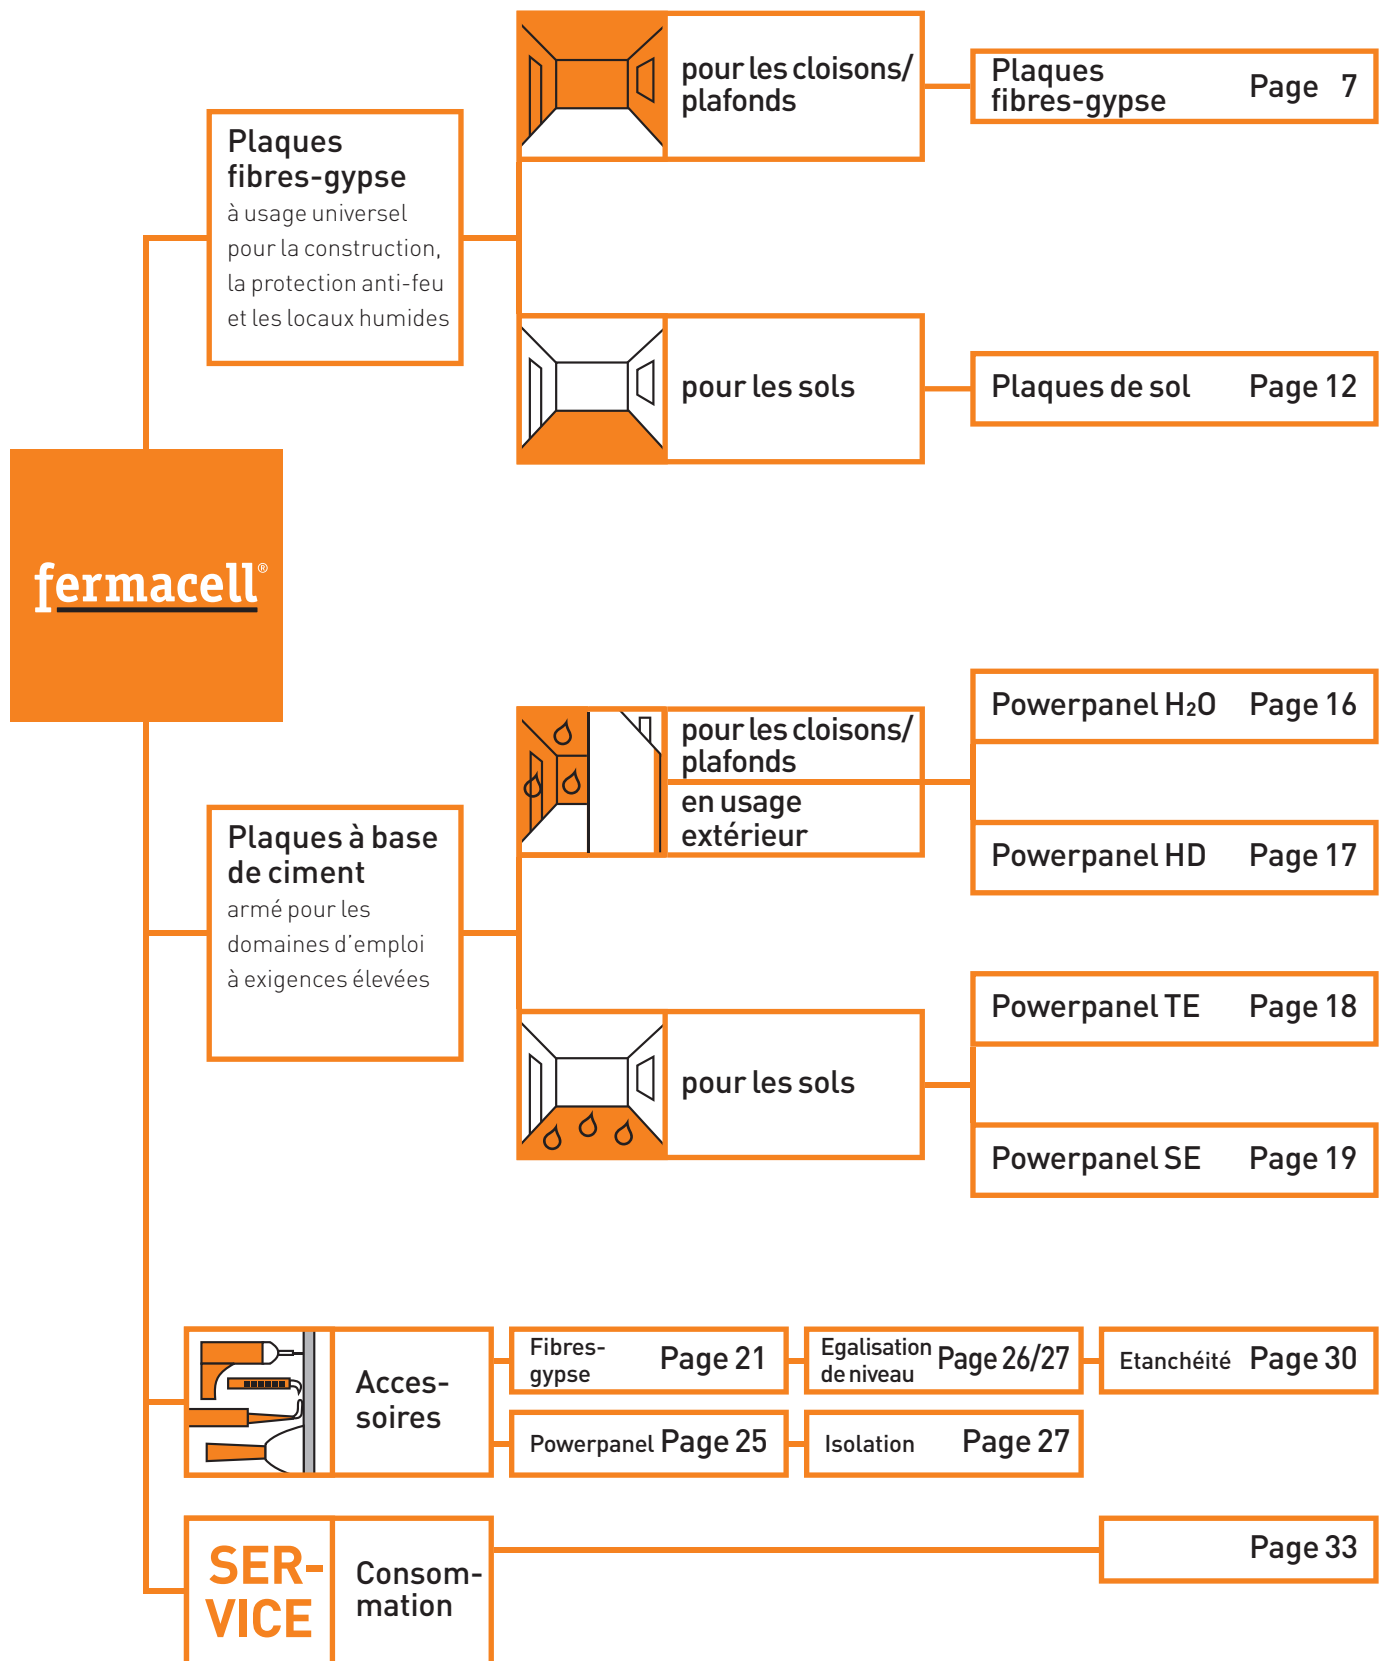 pour les cloisons/
plafonds
Plaques
fibres-gypse
Page 7
Plaques
fibres-gypse
à usage universel
pour la construction,
la protection anti-feu
et les locaux humides
pour les sols
Plaques de sol Page 12
fermacell®
Powerpanel H₂O Page 16
pour les cloisons/
plafonds
en usage
extérieur
Powerpanel HD Page 17
Plaques à base
de ciment
armé pour les
domaines d'emploi
à exigences élevées
Powerpanel TE Page 18
pour les sols
Powerpanel SE Page 19
Acces-
soires
Fibres-
gypse
Page 21
Egalisation
de niveau
Page 26/27
Etanchéité Page 30
Powerpanel Page 25
Isolation Page 27
SER-
VICE
Consom-
mation
Page 33